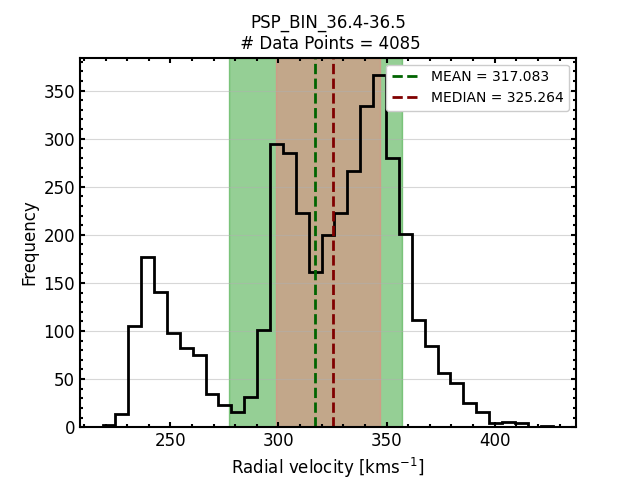 PSP_BIN_36.4-36.5
# Data Points = 4085
MEAN = 317.083
MEDIAN = 325.264
Frequency
350
300
250
200
150
100
50
0
250 300 350 400
Radial velocity [kms⁻¹]